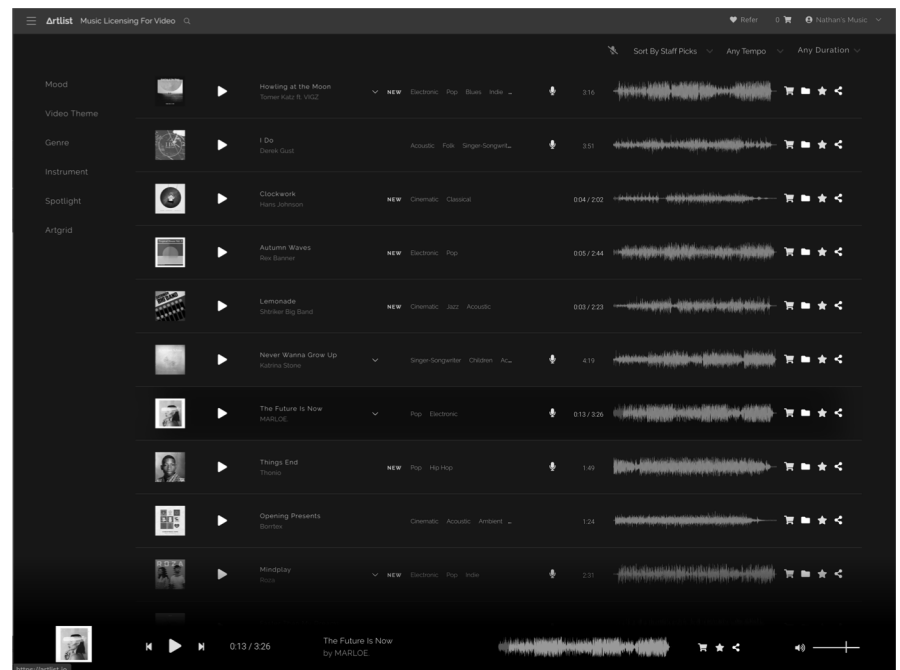 Artlist Music Licensing For Video Refer 0 Nathan's Music
Sort By Staff Picks Any Tempo Any Duration
Mood
Video Theme
Genre
Instrument
Spotlight
Artgrid
Howling at the Moon
Tomer Katz ft. VIGZ
NEW Electronic Pop Blues Indie ...
3:16
I Do
Derek Gust
Acoustic Folk Singer-Songwrit...
3:51
Clockwork
Hans Johnson
NEW Cinematic Classical
0:04 / 2:02
Autumn Waves
Rex Banner
NEW Electronic Pop
0:05 / 2:44
Lemonade
Shtriker Big Band
NEW Cinematic Jazz Acoustic
0:03 / 2:23
Never Wanna Grow Up
Katrina Stone
Singer-Songwriter Children Ac...
4:19
The Future Is Now
MARLOE
Pop Electronic
0:13 / 3:26
Things End
Thonio
NEW Pop Hip Hop
1:49
Opening Presents
Borrtex
Cinematic Acoustic Ambient ...
1:24
ROZA
Mindplay
Roza
NEW Electronic Pop Indie
2:31
0:13 / 3:26
The Future Is Now
by MARLOE.